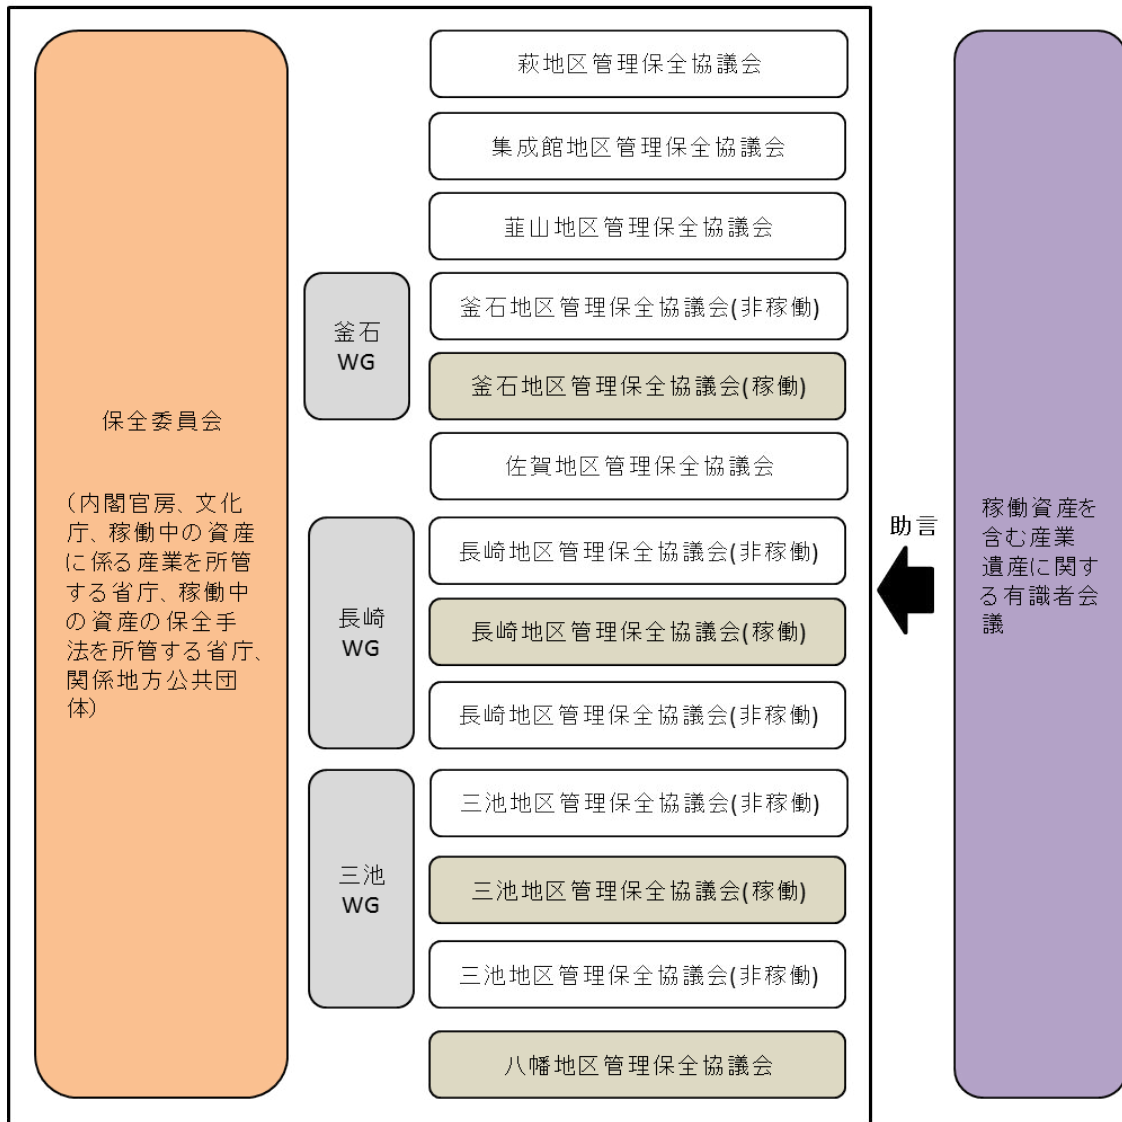 保全委員会
(内閣官房、文化
庁、稼働中の資産
に係る産業を所管
する省庁、稼働中
の資産の保全手
法を所管する省庁、
関係地方公共団
体)
釜石
WG
長崎
WG
三池
WG
萩地区管理保全協議会
集成館地区管理保全協議会
韮山地区管理保全協議会
釜石地区管理保全協議会(非稼働)
釜石地区管理保全協議会(稼働)
佐賀地区管理保全協議会
長崎地区管理保全協議会(非稼働)
長崎地区管理保全協議会(稼働)
長崎地区管理保全協議会(非稼働)
三池地区管理保全協議会(非稼働)
三池地区管理保全協議会(稼働)
三池地区管理保全協議会(非稼働)
八幡地区管理保全協議会
助言
稼働資産を
含む産業
遺産に関す
る有識者会
議